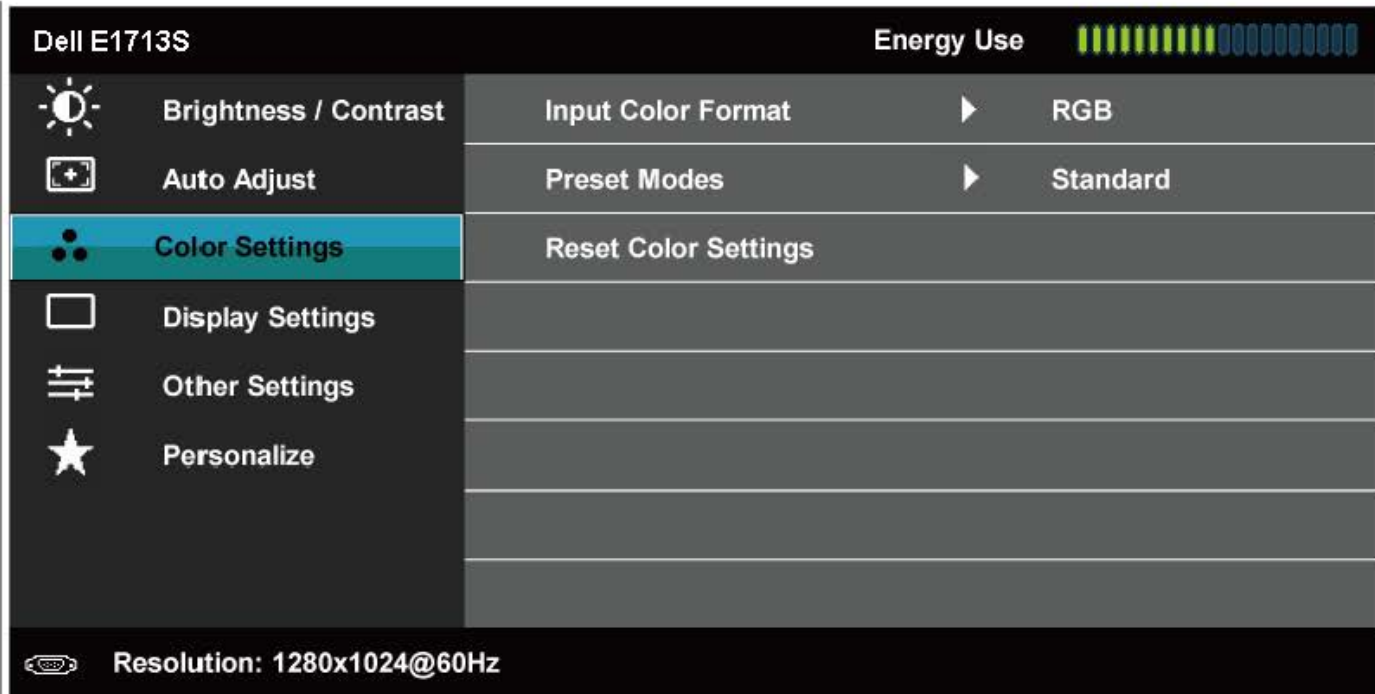 Dell E1713S Energy Use
Brightness / Contrast Input Color Format RGB
Auto Adjust Preset Modes Standard
Color Settings Reset Color Settings
Display Settings
Other Settings
Personalize
Resolution: 1280x1024@60Hz